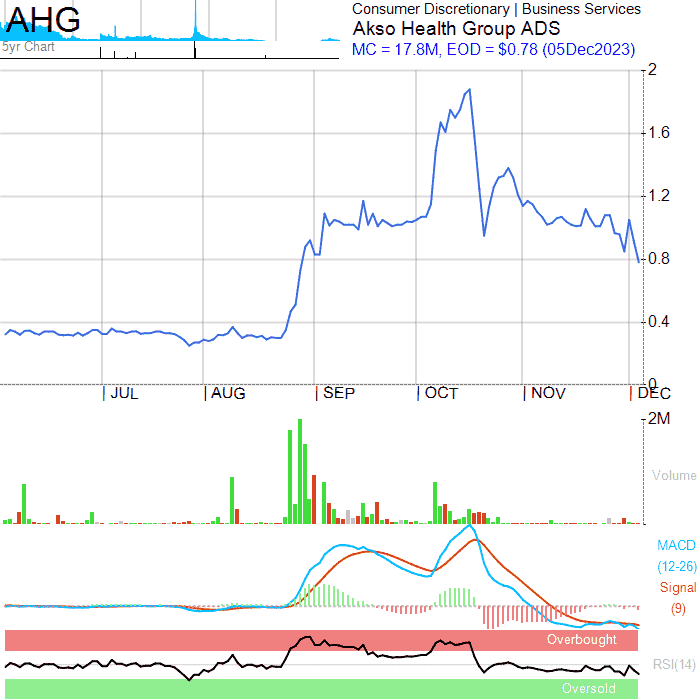 AHG
5yr Chart
Consumer Discretionary | Business Services
Akso Health Group ADS
MC = 17.8M, EOD = $0.78 (05Dec2023)
2
1.6
1.2
0.8
0.4
0
| JUL | AUG | SEP | OCT | NOV | DEC
2M
Volume
MACD
(12-26)
Signal
(9)
Overbought
RSI(14)
Oversold